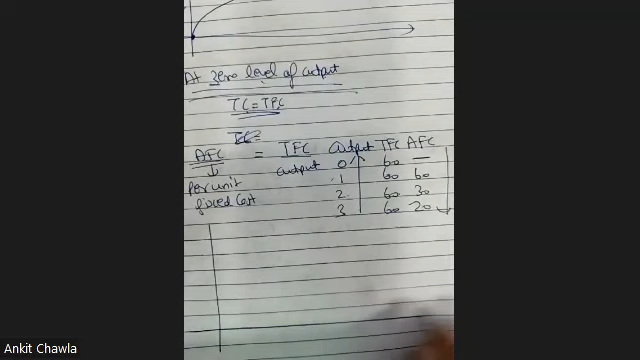 At Zero level of output
TC = TFC
TC =
AFC = TFC Output TFC AFC
output 0 60 —
per unit 1 60 60
fixed Cost 2 60 30
3 60 20
Ankit Chawla